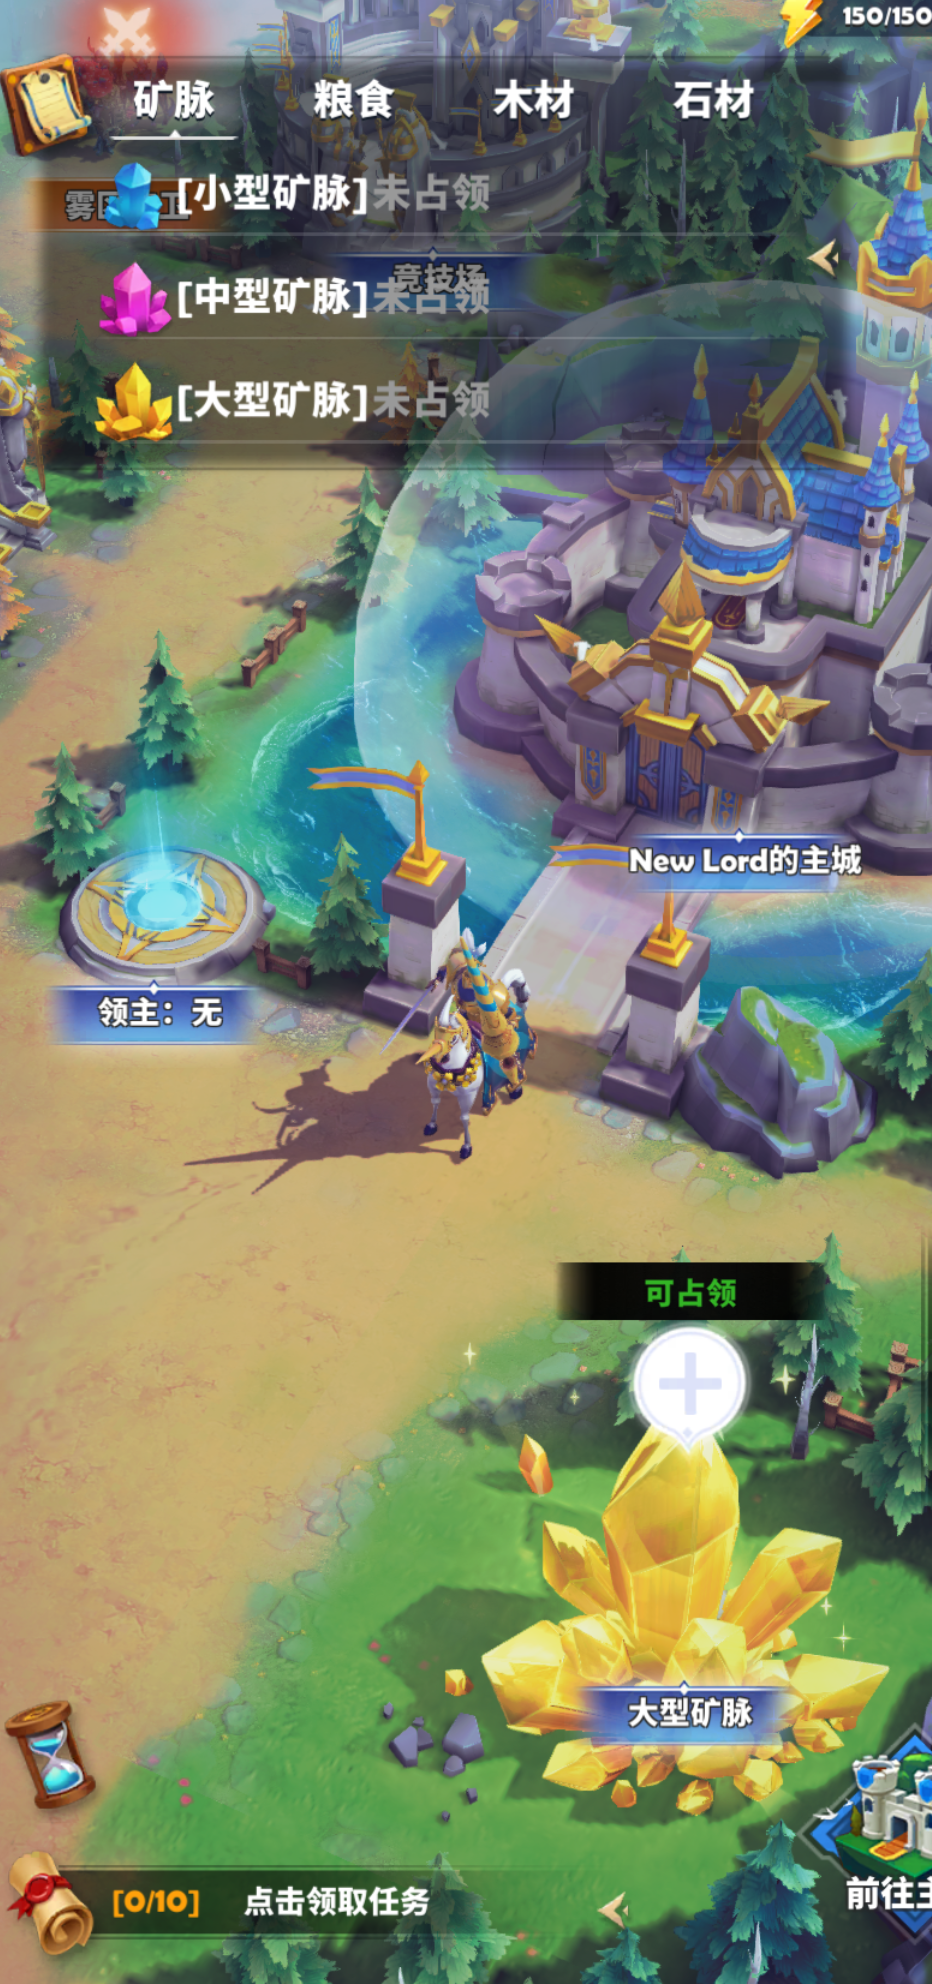 150/150
矿脉 粮食 木材 石材
[小型矿脉]未占领
竞技场
[中型矿脉]未占领
[大型矿脉]未占领
New Lord的主城
领主：无
可占领
大型矿脉
前往主
[0/10] 点击领取任务